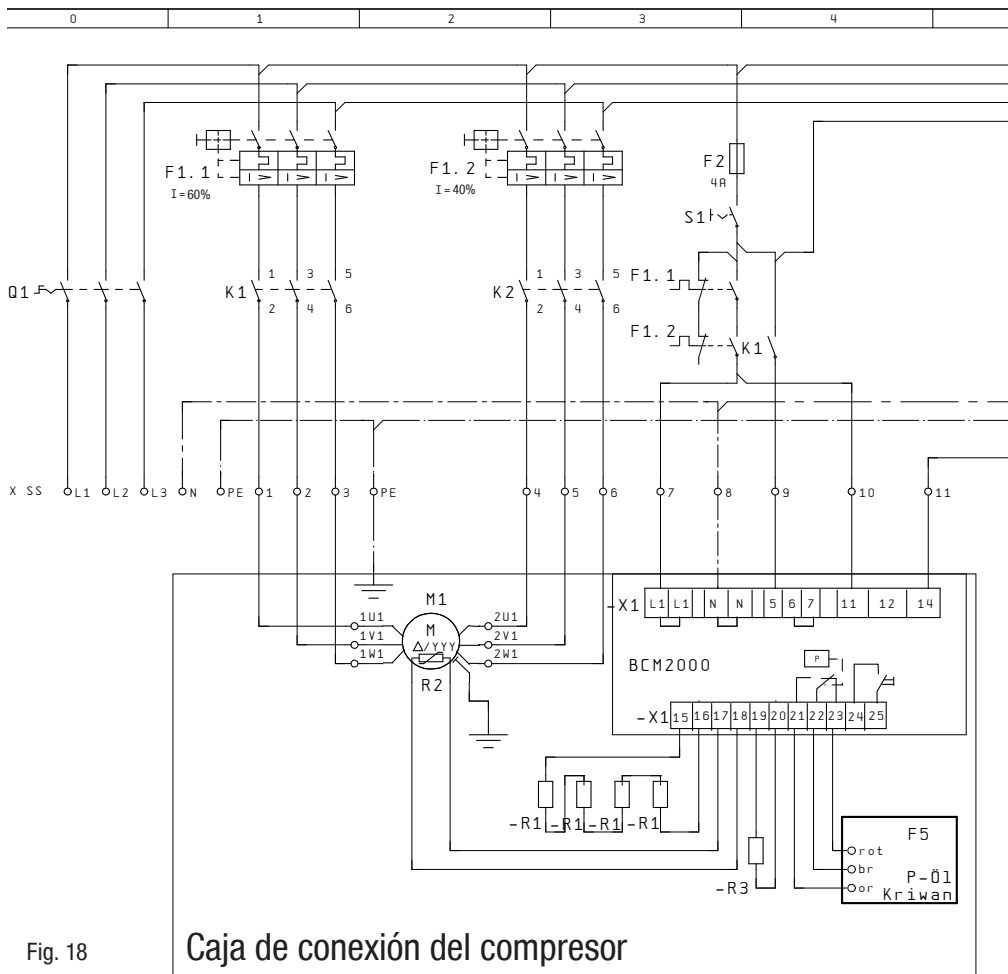 0 1 2 3 4
F1.1
I=60%
I > I > I >
F1.2
I=40%
I > I > I >
F2
4A
S1
Q1
K1
1 3 5
2 4 6
K2
1 3 5
2 4 6
F1.1
F1.2
K1
X SS L1 L2 L3 N PE 1 2 3 PE 4 5 6 7 8 9 10 11
M1
1U1
1V1
1W1
M
Δ/YYY
2U1
2V1
2W1
R2
-X1 L1 L1 N N 5 6 7 11 12 14
BCM2000
P
-X1 15 16 17 18 19 20 21 22 23 24 25
-R1 -R1 -R1 -R1
-R3
F5
rot
br
or
P-Öl
Kriwan
Fig. 18
Caja de conexión del compresor